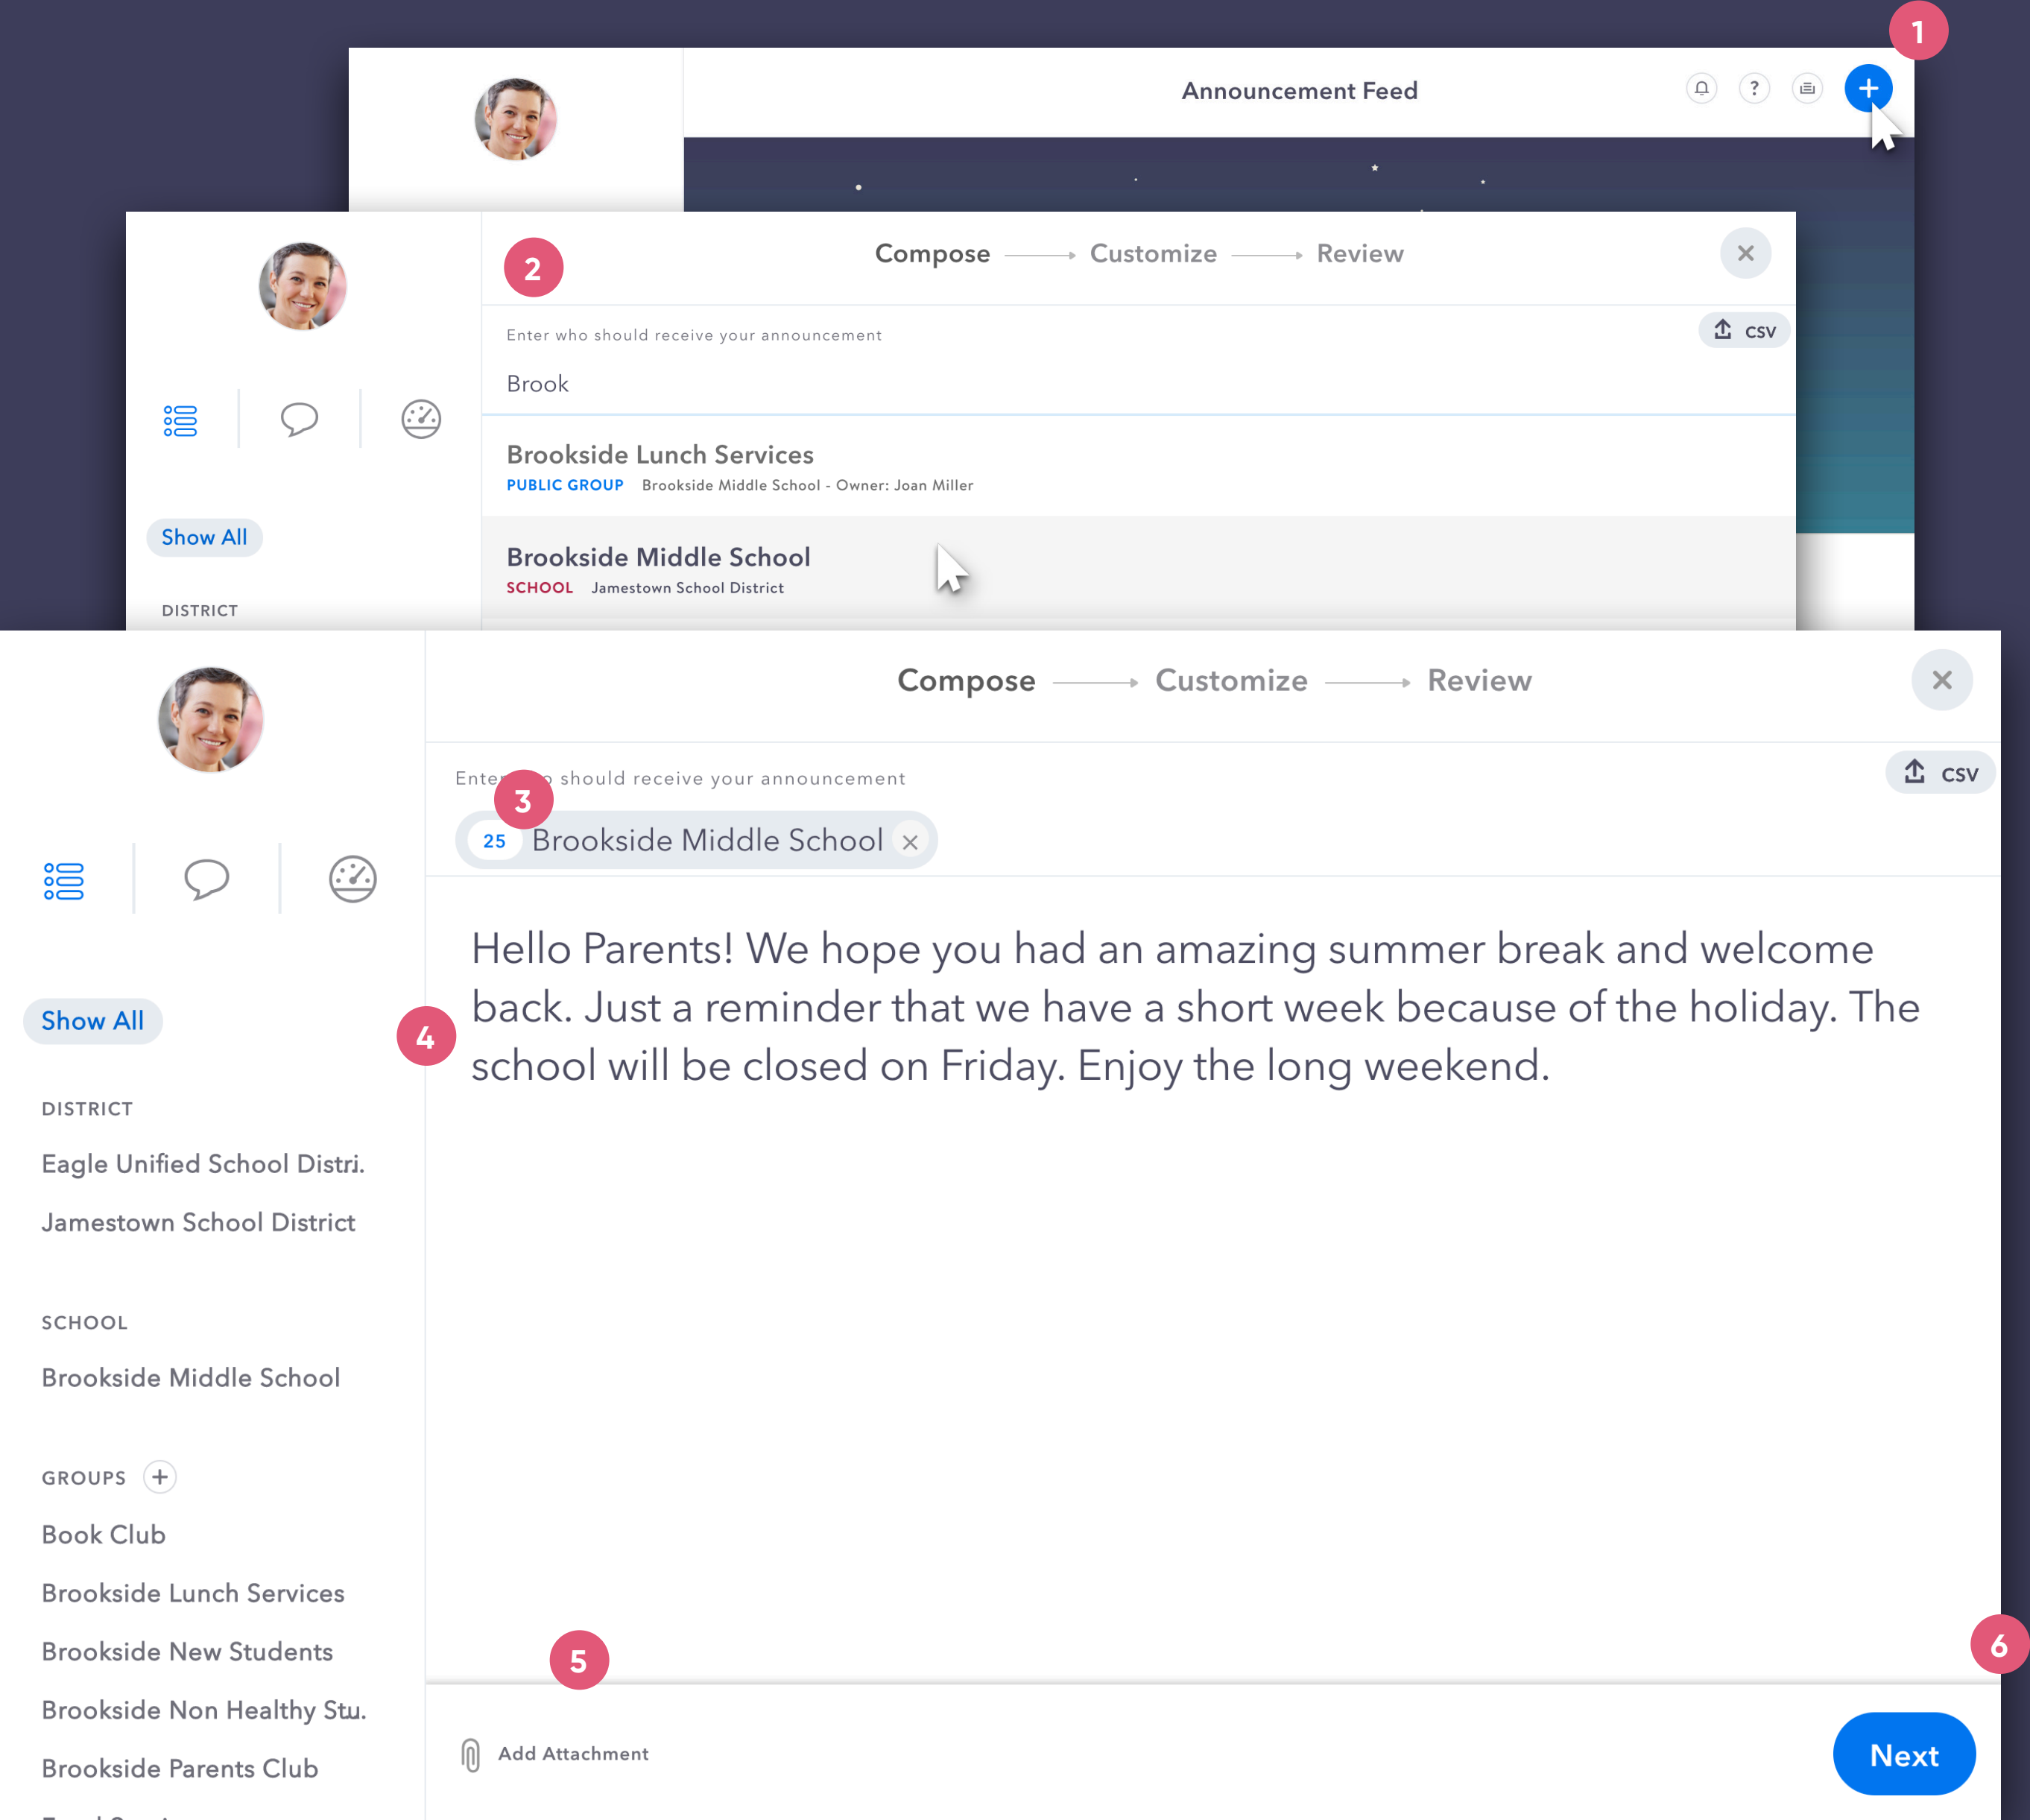 1
Announcement Feed
?
2
Compose Customize Review
Enter who should receive your announcement
CSV
Brook
Brookside Lunch Services
PUBLIC GROUP Brookside Middle School - Owner: Joan Miller
Show All
Brookside Middle School
SCHOOL Jamestown School District
DISTRICT
Compose Customize Review
should receive your announcement
CSV
3
25 Brookside Middle School
Hello Parents! We hope you had an amazing summer break and welcome
back. Just a reminder that we have a short week because of the holiday. The
school will be closed on Friday. Enjoy the long weekend.
4
Show All
DISTRICT
Eagle Unified School Distri.
Jamestown School District
SCHOOL
Brookside Middle School
GROUPS
Book Club
Brookside Lunch Services
Brookside New Students
Brookside Non Healthy Stu.
Brookside Parents Club
5
6
Add Attachment
Next